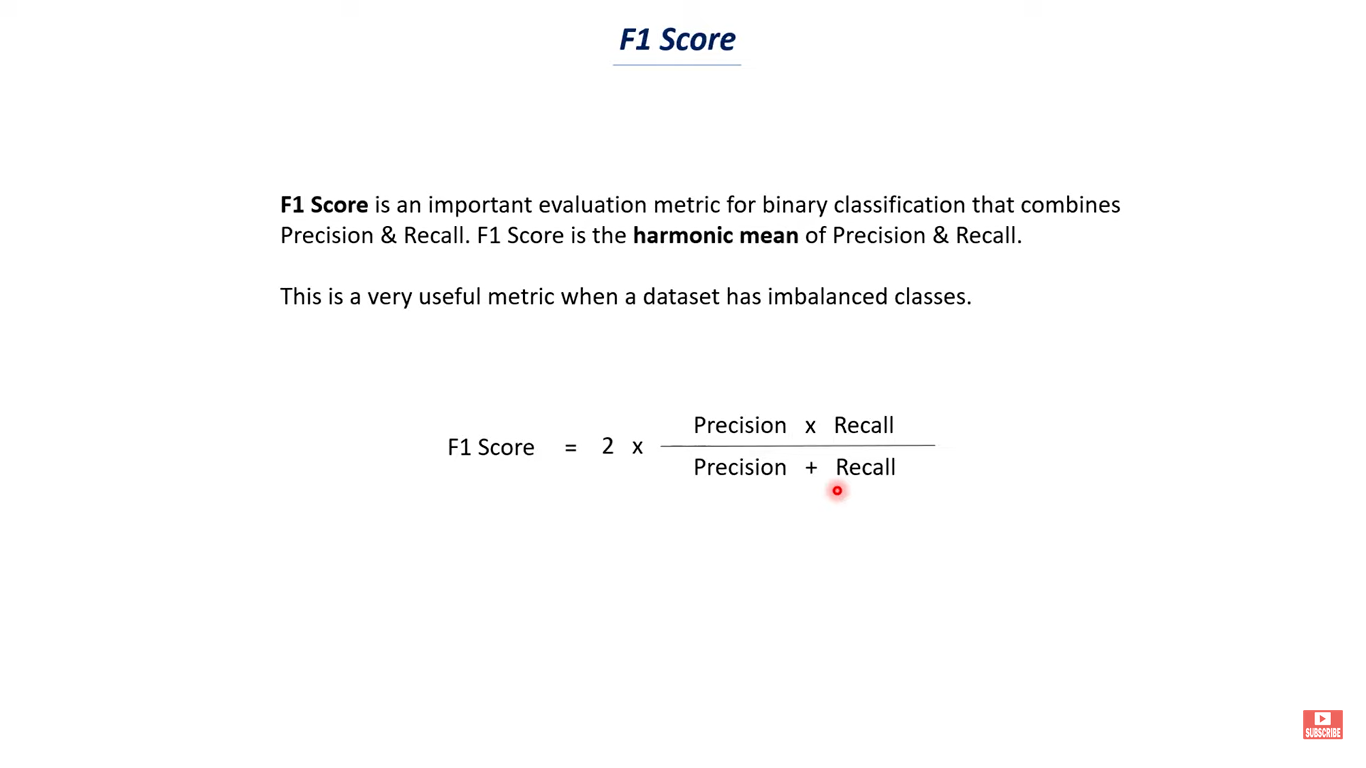 F1 Score
F1 Score is an important evaluation metric for binary classification that combines
Precision & Recall. F1 Score is the harmonic mean of Precision & Recall.
This is a very useful metric when a dataset has imbalanced classes.
Precision x Recall
F1 Score = 2 x
Precision + Recall
SUBSCRIBE